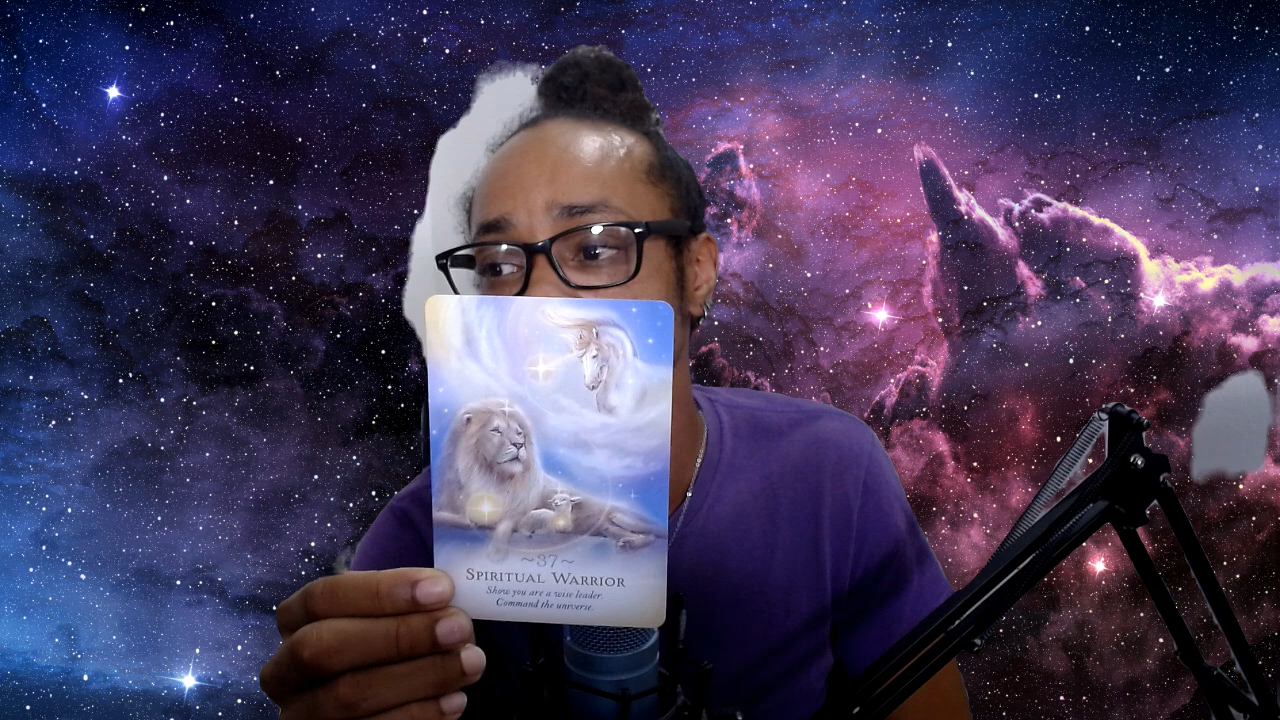 ~37~
SPIRITUAL WARRIOR
Show you are a wise leader.
Command the universe.